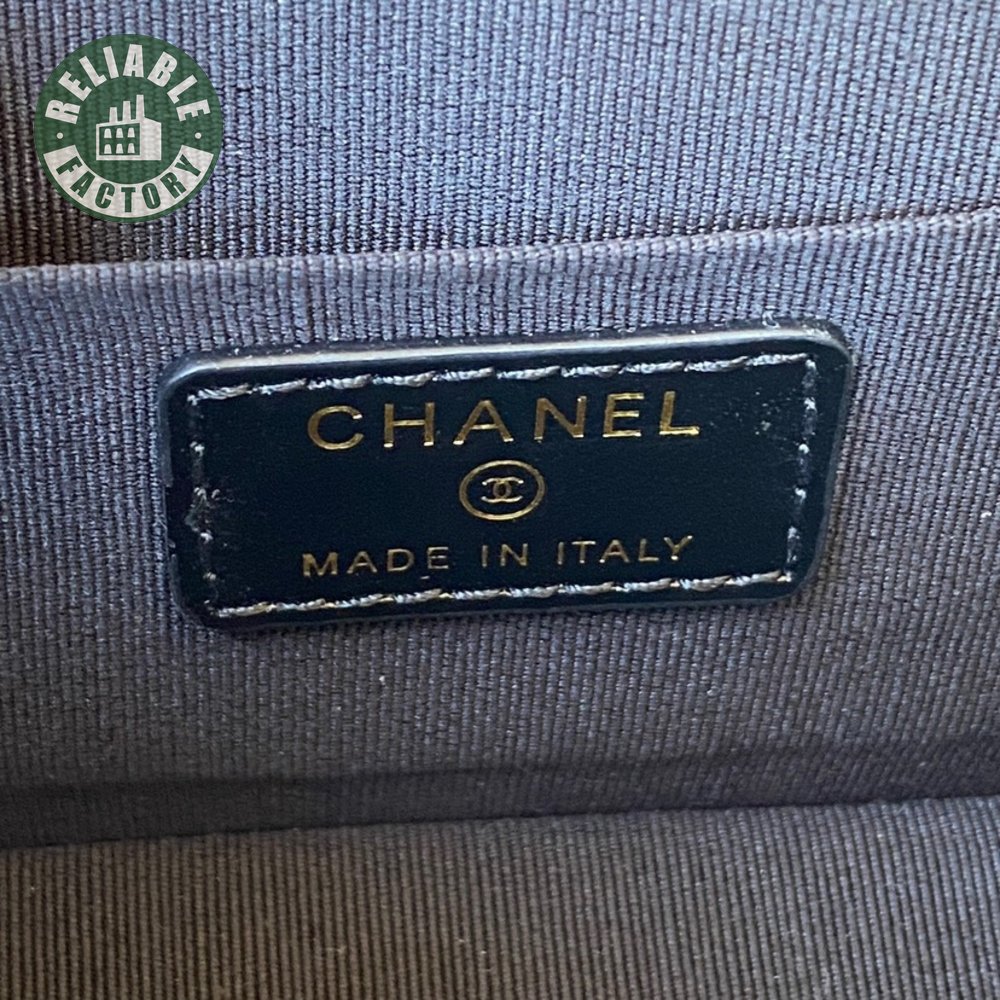 RELIABLE
FACTORY
CHANEL
MADE IN ITALY